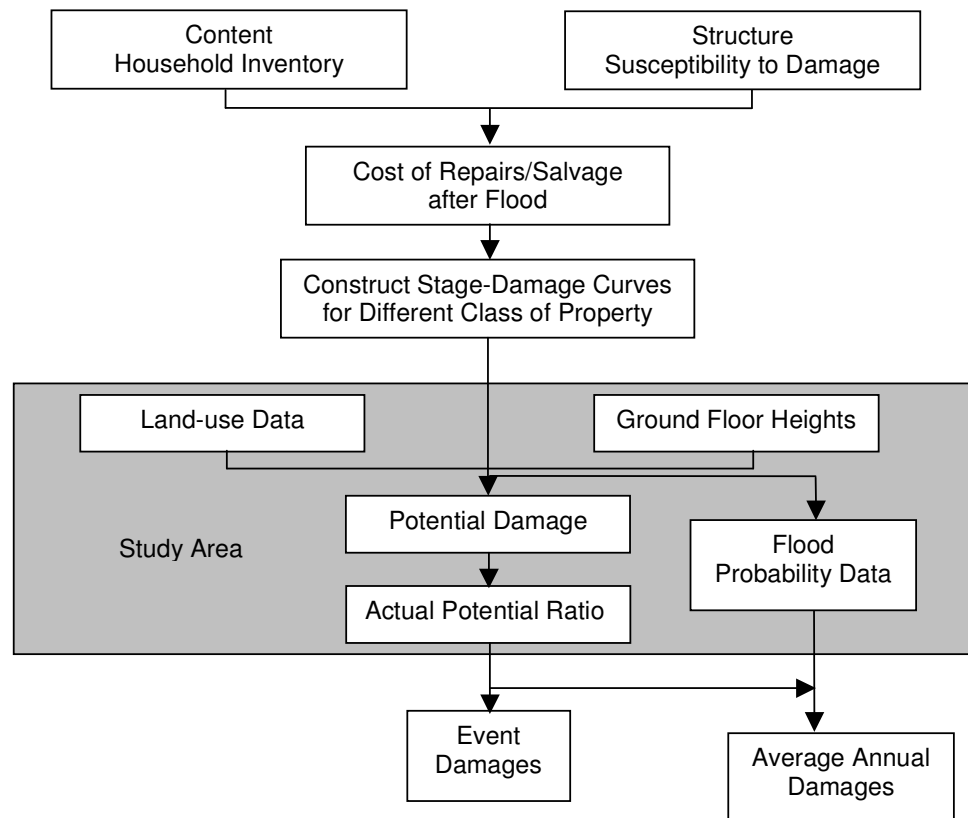 Content
Household Inventory
Structure
Susceptibility to Damage
Cost of Repairs/Salvage
after Flood
Construct Stage-Damage Curves
for Different Class of Property
Land-use Data
Ground Floor Heights
Potential Damage
Study Area
Flood
Probability Data
Actual Potential Ratio
Event
Damages
Average Annual
Damages